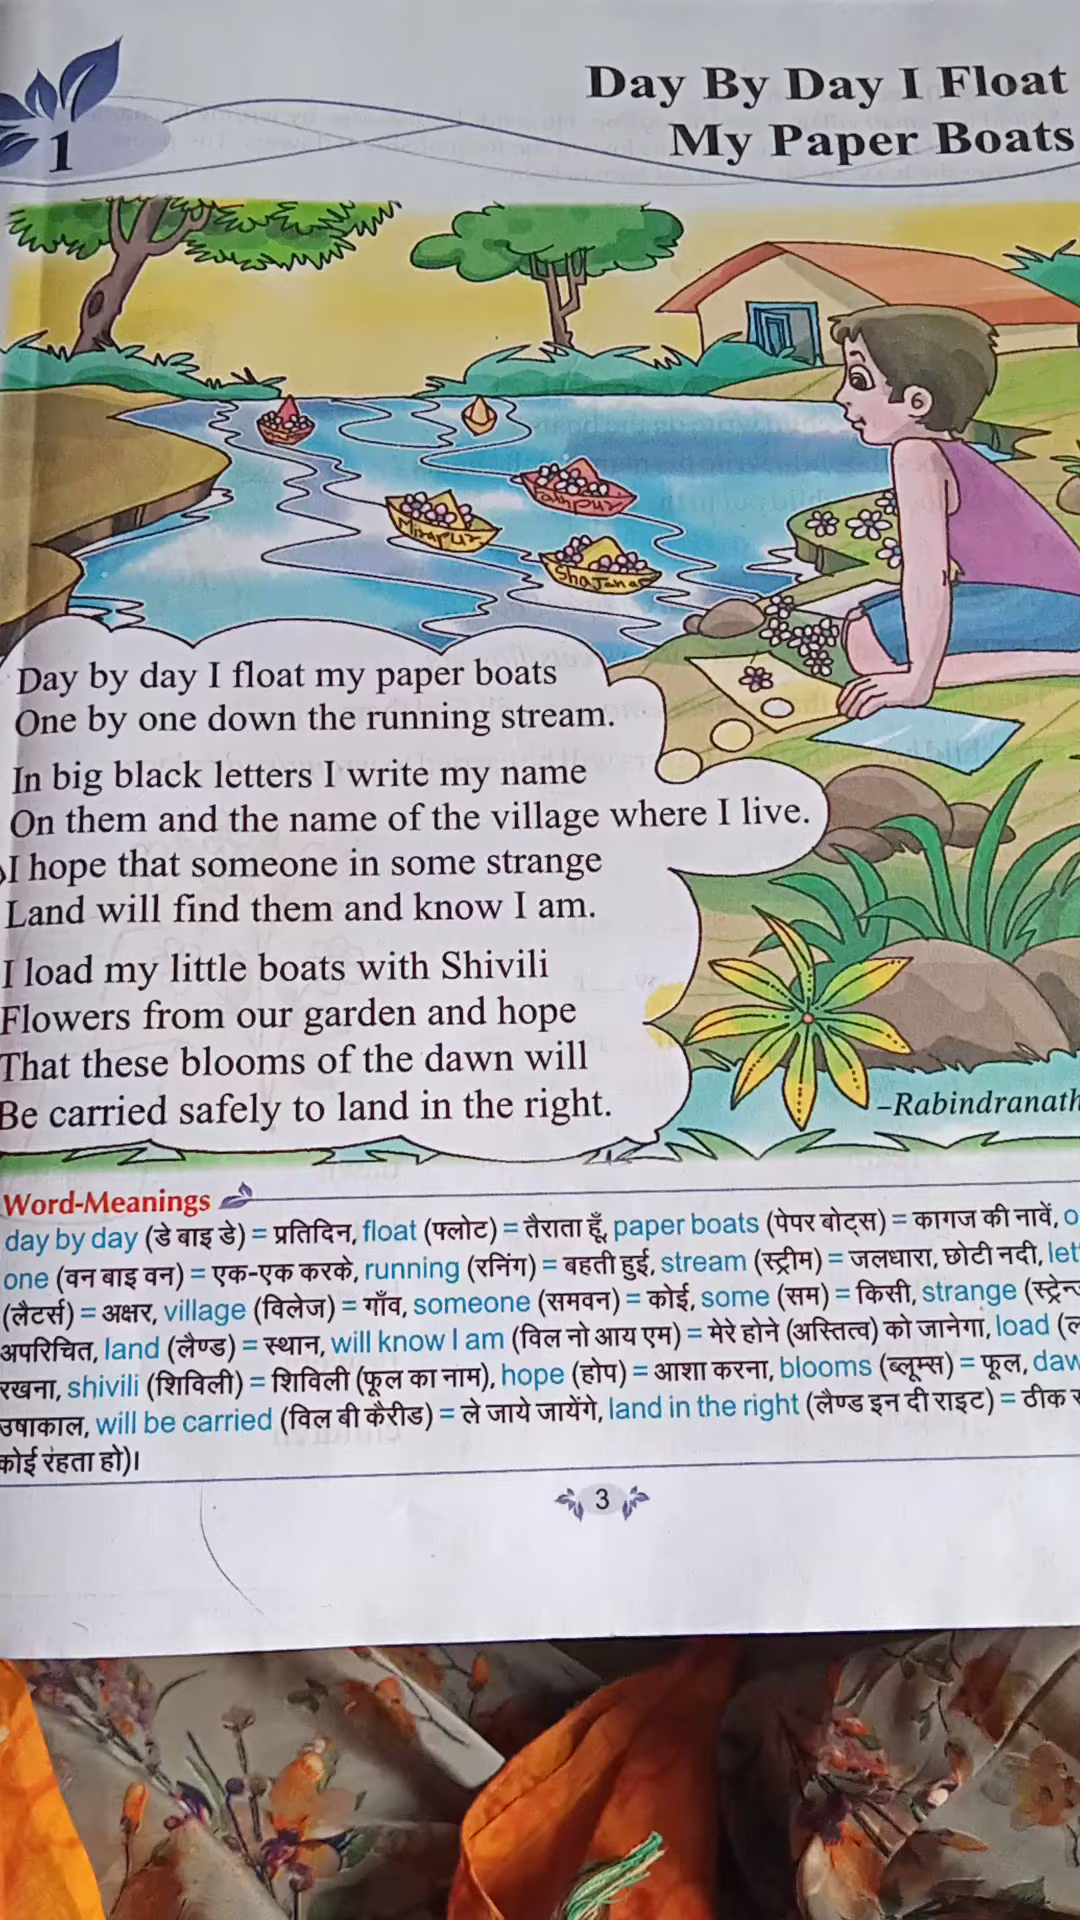 1
Day By Day I Float
My Paper Boats
Fathpur
Mirapur
Shajana
Day by day I float my paper boats
One by one down the running stream.
In big black letters I write my name
On them and the name of the village where I live.
I hope that someone in some strange
Land will find them and know I am.
I load my little boats with Shivili
Flowers from our garden and hope
That these blooms of the dawn will
Be carried safely to land in the right.
–Rabindranath
Word-Meanings
day by day (डे बाइ डे) = प्रतिदिन, float (फ्लोट) = तैराता हूँ, paper boats (पेपर बोट्स) = कागज की नावें,
one (वन बाइ वन) = एक-एक करके, running (रनिंग) = बहती हुई, stream (स्ट्रीम) = जलधारा, छोटी नदी,
(लैटर्स) = अक्षर, village (विलेज) = गाँव, someone (समवन) = कोई, some (सम) = किसी, strange
अपरिचित, land (लैण्ड) = स्थान, will know I am (विल नो आय एम) = मेरे होने (अस्तित्व) को जानेगा, load
रखना, shivili (शिविली) = शिविली (फूल का नाम), hope (होप) = आशा करना, blooms (ब्लूम्स) = फूल,
उषाकाल, will be carried (विल बी कैरीड) = ले जाये जायेंगे, land in the right (लैण्ड इन दी राइट) = ठीक
कोई रहता हो)।
3